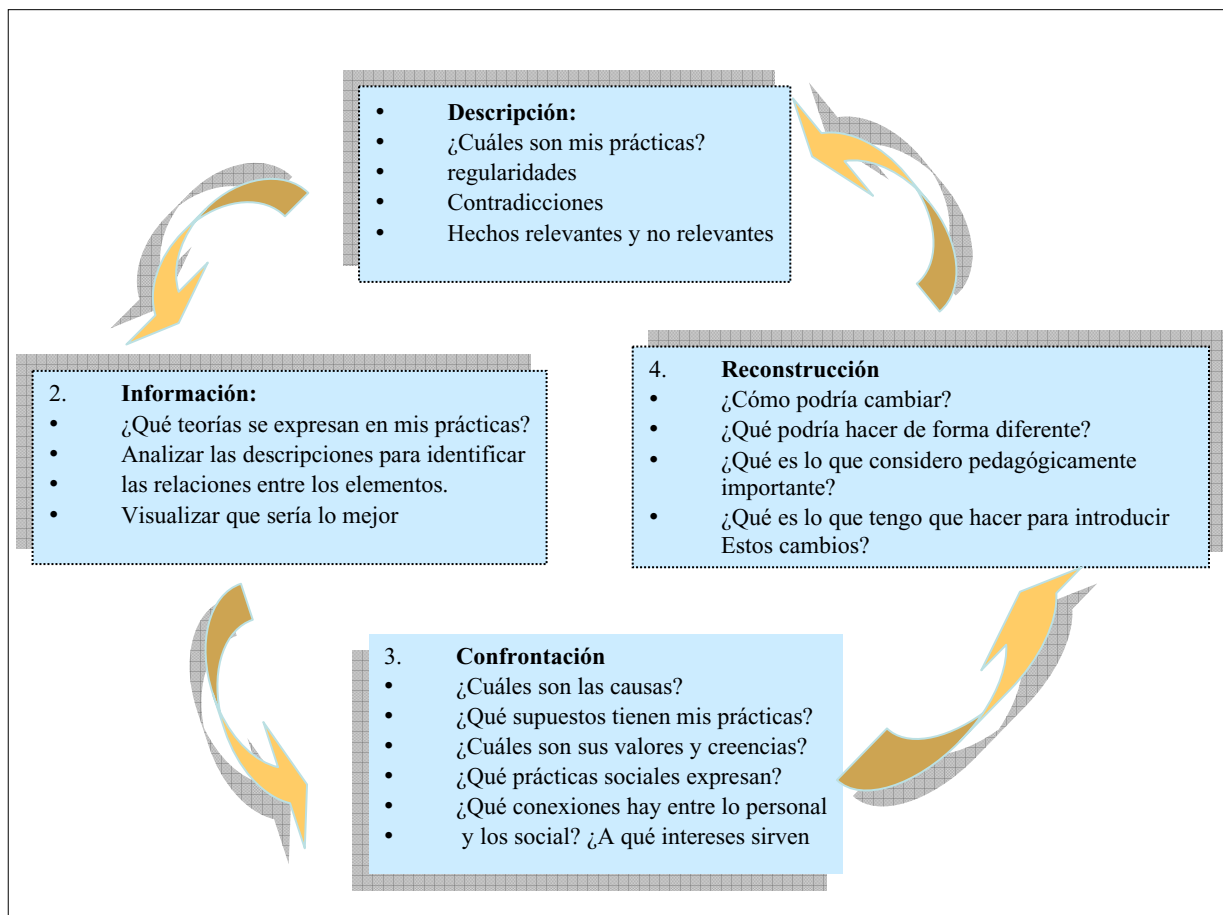 • Descripción:
• ¿Cuáles son mis prácticas?
• regularidades
• Contradicciones
• Hechos relevantes y no relevantes
2. Información:
• ¿Qué teorías se expresan en mis prácticas?
• Analizar las descripciones para identificar
• las relaciones entre los elementos.
• Visualizar que sería lo mejor
3. Confrontación
• ¿Cuáles son las causas?
• ¿Qué supuestos tienen mis prácticas?
• ¿Cuáles son sus valores y creencias?
• ¿Qué prácticas sociales expresan?
• ¿Qué conexiones hay entre lo personal
• y los social? ¿A qué intereses sirven
4. Reconstrucción
• ¿Cómo podría cambiar?
• ¿Qué podría hacer de forma diferente?
• ¿Qué es lo que considero pedagógicamente
importante?
• ¿Qué es lo que tengo que hacer para introducir
Estos cambios?